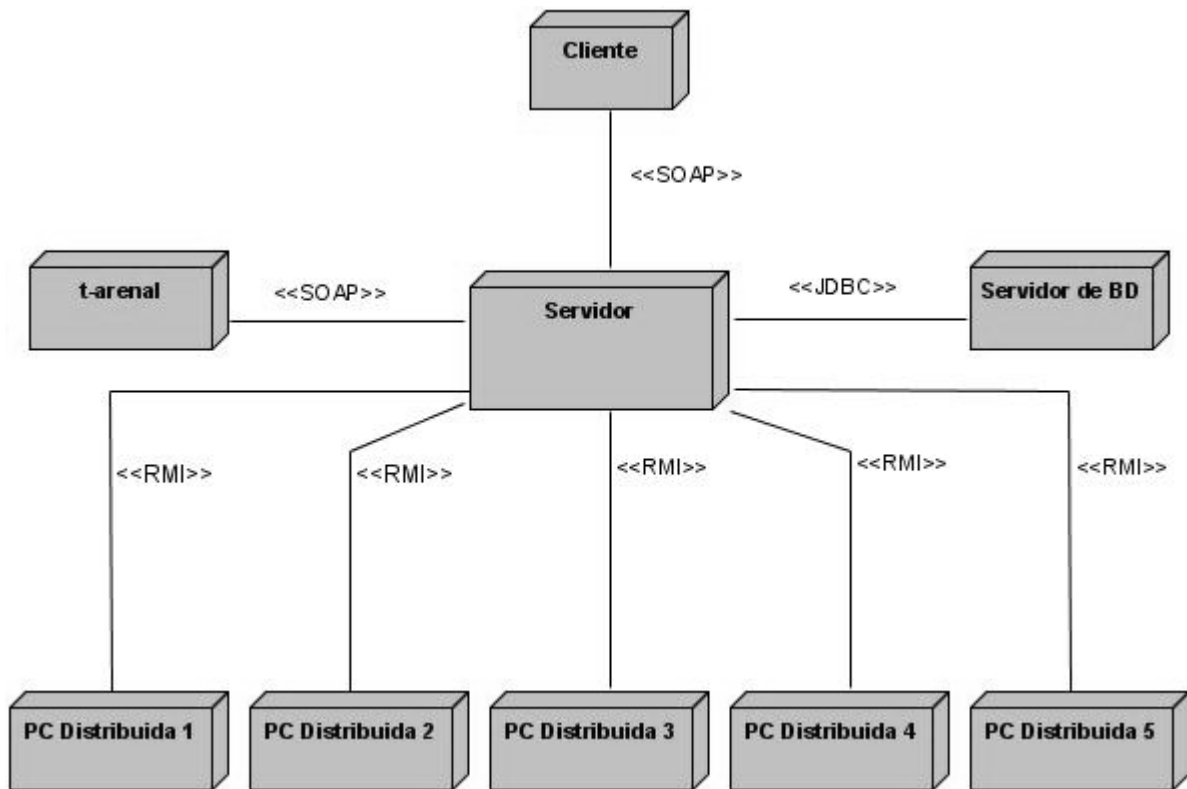 Cliente
<<SOAP>>
t-arenal
<<SOAP>>
Servidor
<<JDBC>>
Servidor de BD
<<RMI>>
<<RMI>>
<<RMI>>
<<RMI>>
<<RMI>>
PC Distribuida 1
PC Distribuida 2
PC Distribuida 3
PC Distribuida 4
PC Distribuida 5